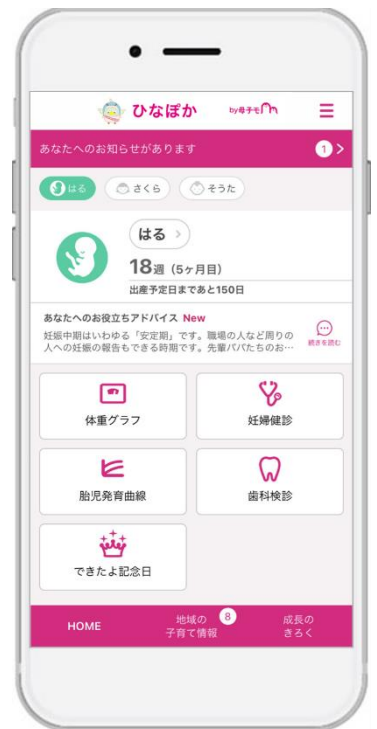 ひなぽか by母子モ
あなたへのお知らせがあります 1 >
はる さくら そうた
はる >
18週（5ヶ月目）
出産予定日まであと150日
あなたへのお役立ちアドバイス New
妊娠中期はいわゆる「安定期」です。職場の人など周りの
人への妊娠の報告もできる時期です。先輩パパたちのお…
続きを読む
体重グラフ 妊婦健診
胎児発育曲線 歯科検診
できたよ記念日
HOME
地域の 8
子育て情報
成長の
きろく